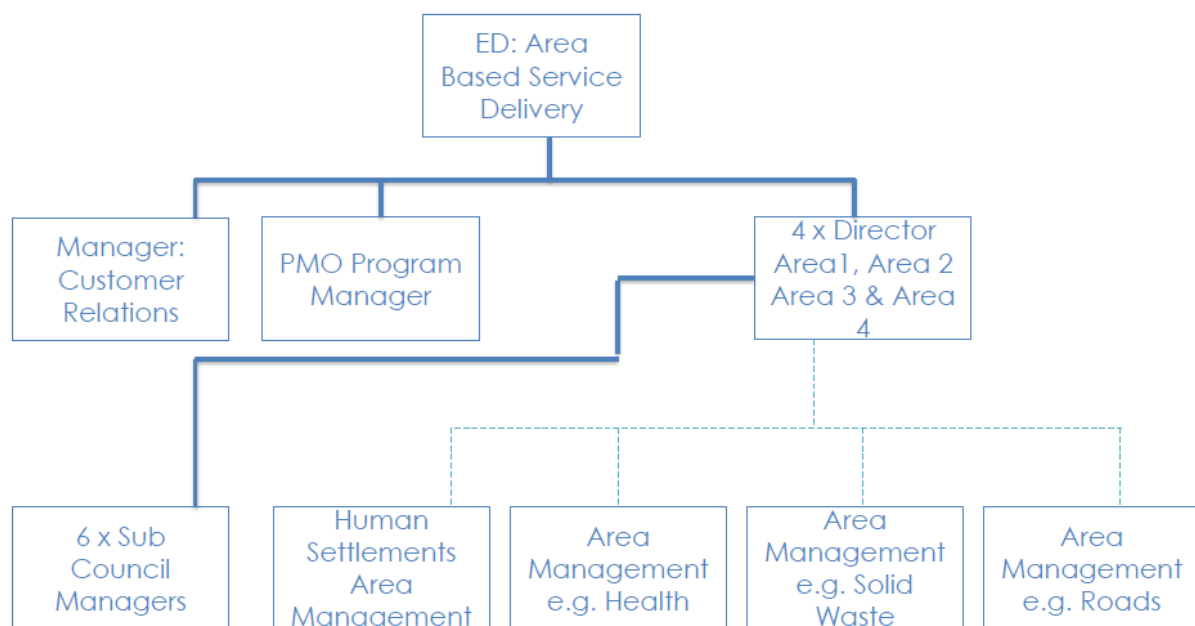 ED: Area
Based Service
Delivery
Manager:
Customer
Relations
PMO Program
Manager
4 x Director
Area1, Area 2
Area 3 & Area
4
6 x Sub
Council
Managers
Human
Settlements
Area
Management
Area
Management
e.g. Health
Area
Management
e.g. Solid
Waste
Area
Management
e.g. Roads